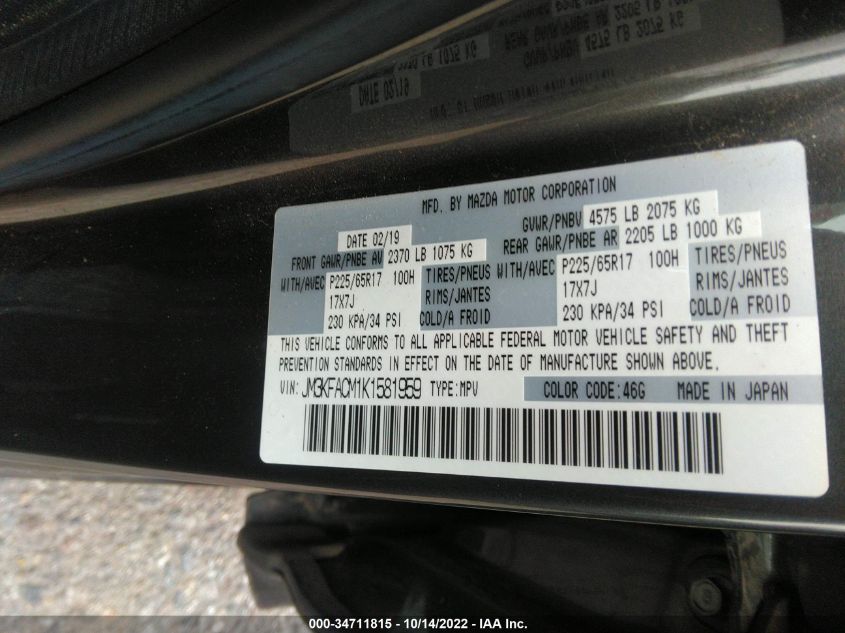 MFD. BY MAZDA MOTOR CORPORATION
DATE 02/19 GVWR/PNBV 4575 LB 2075 KG
FRONT GAWR/PNBE AV 2370 LB 1075 KG REAR GAWR/PNBE AR 2205 LB 1000 KG
WITH/AVEC P225/65R17 100H TIRES/PNEUS WITH/AVEC P225/65R17 100H TIRES/PNEUS
17X7J RIMS/JANTES 17X7J RIMS/JANTES
230 KPA/34 PSI COLD/A FROID 230 KPA/34 PSI COLD/A FROID
THIS VEHICLE CONFORMS TO ALL APPLICABLE FEDERAL MOTOR VEHICLE SAFETY AND THEFT
PREVENTION STANDARDS IN EFFECT ON THE DATE OF MANUFACTURE SHOWN ABOVE.
VIN: JM3KFACM1K1581959 TYPE:MPV COLOR CODE:46G MADE IN JAPAN
000-34711815 - 10/14/2022 - IAA Inc.